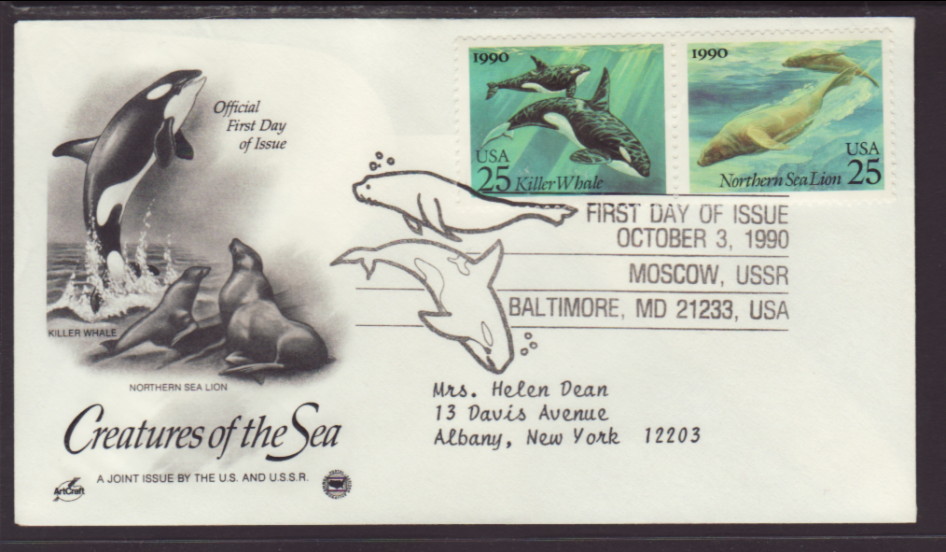 Official
First Day
of Issue
1990
USA
25 Killer Whale
1990
USA
Northern Sea Lion 25
FIRST DAY OF ISSUE
OCTOBER 3, 1990
MOSCOW, USSR
BALTIMORE, MD 21233, USA
KILLER WHALE
NORTHERN SEA LION
Creatures of the Sea
A JOINT ISSUE BY THE U.S. AND U.S.S.R.
ArtCraft
Mrs. Helen Dean
13 Davis Avenue
Albany, New York 12203